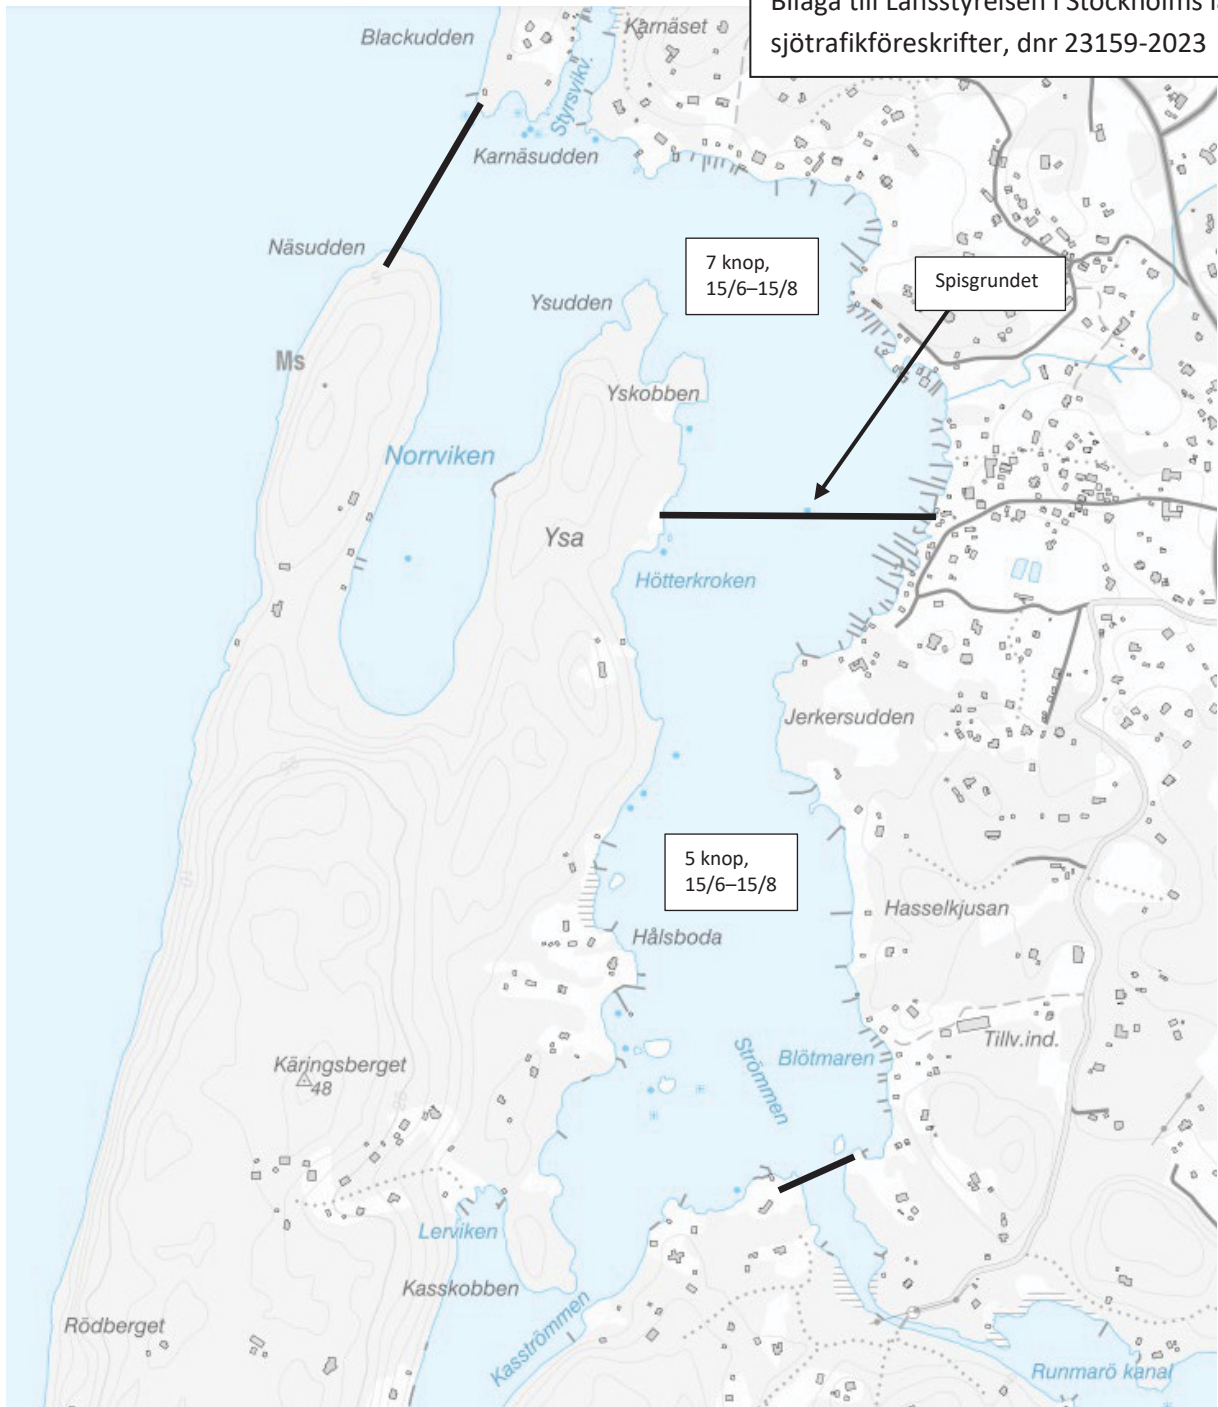 Bilaga till Länsstyrelsen i Stockholms
sjötrafikföreskrifter, dnr 23159-2023
Blackudden
Karnäset
Styrsvikv.
Karnäsudden
Näsudden
7 knop,
15/6–15/8
Spisgrundet
Ysudden
Ms
Yskobben
Norrviken
Ysa
Hötterkroken
Jerkersudden
5 knop,
15/6–15/8
Hasselkjusan
Hålsboda
Strömmen
Blötmaren
Tillv.ind.
Käringsberget
48
Lerviken
Kasskobben
Kasströmmen
Rödberget
Runmarö kanal